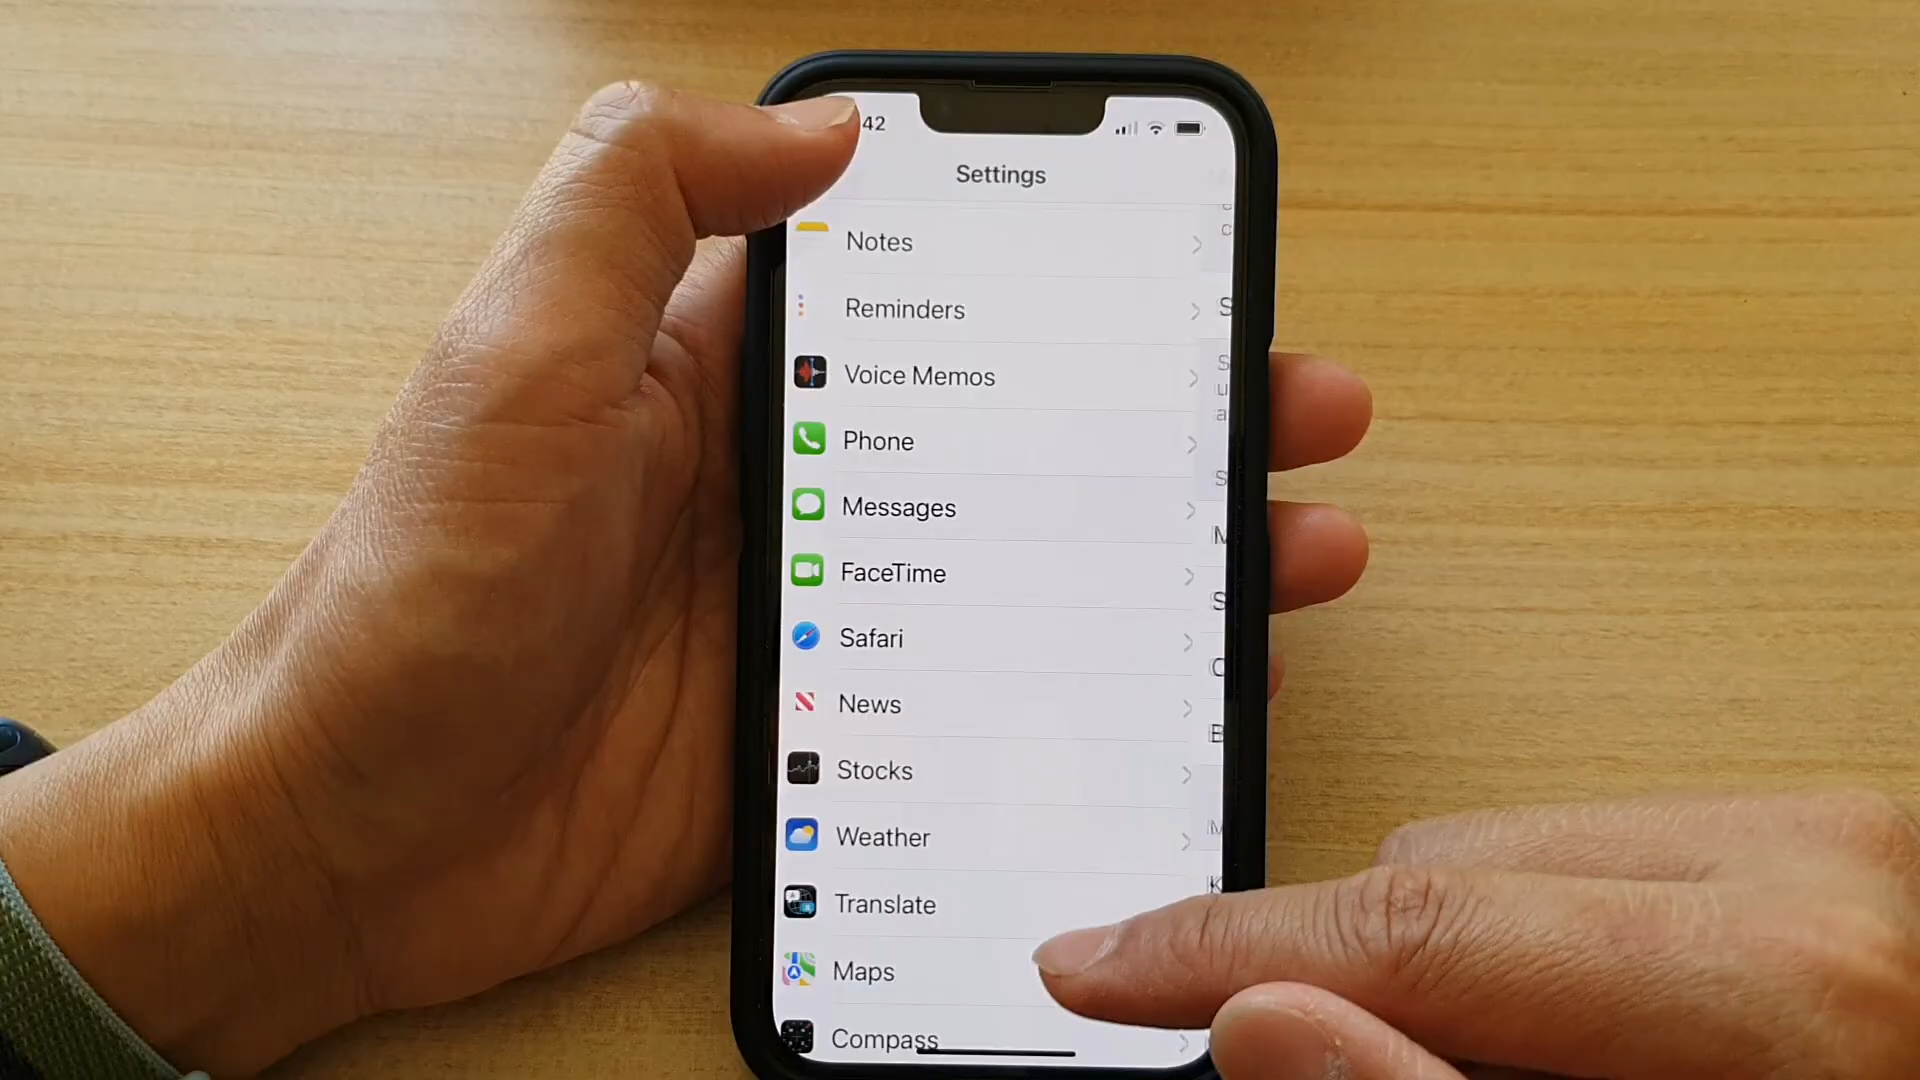 42
Settings
Notes
Reminders
Voice Memos
Phone
Messages
FaceTime
Safari
News
Stocks
Weather
Translate
Maps
Compass